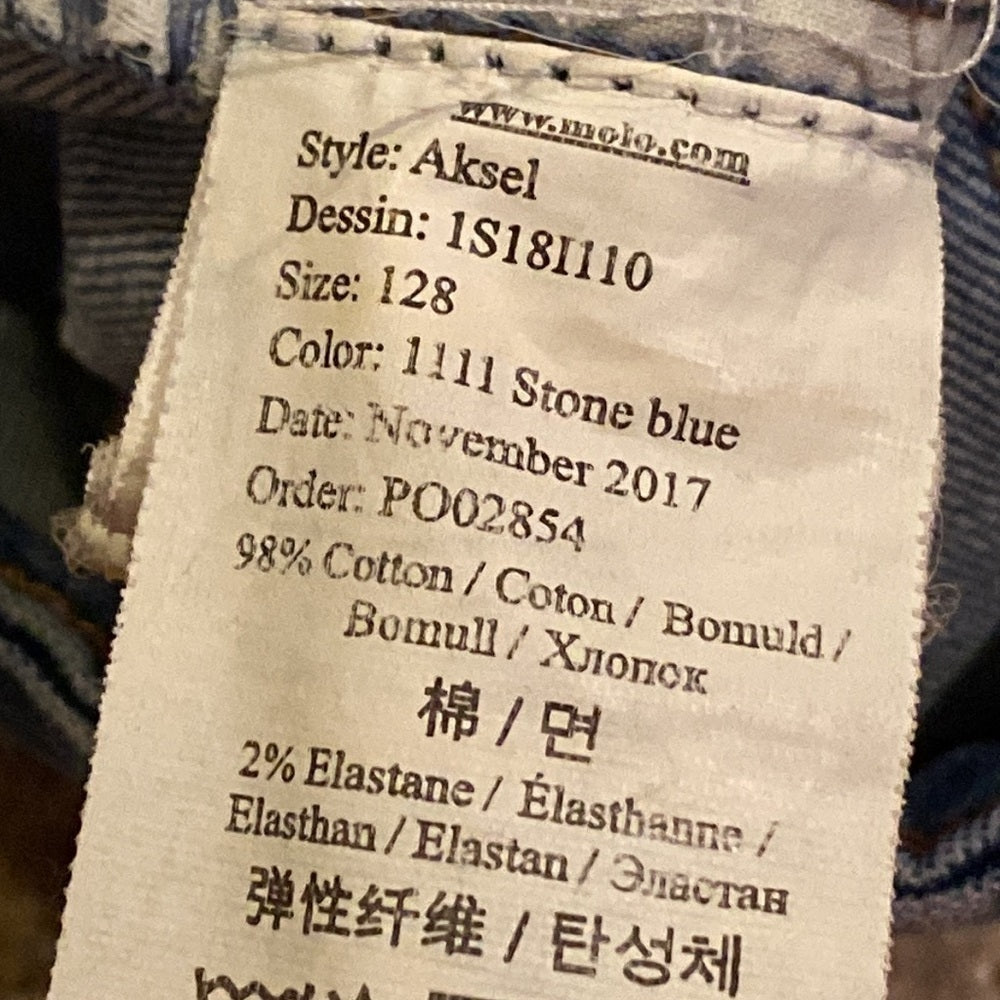 www.molo.com
Style: Aksel
Dessin: 1S18I110
Size: 128
Color: 1111 Stone blue
Date: November 2017
Order: PO02854
98% Cotton / Coton / Bomuld /
Bomull / Хлопок
棉 / 면
2% Elastane / Élasthanne /
Elasthan / Elastan / Эластан
弹性纤维 / 탄성체